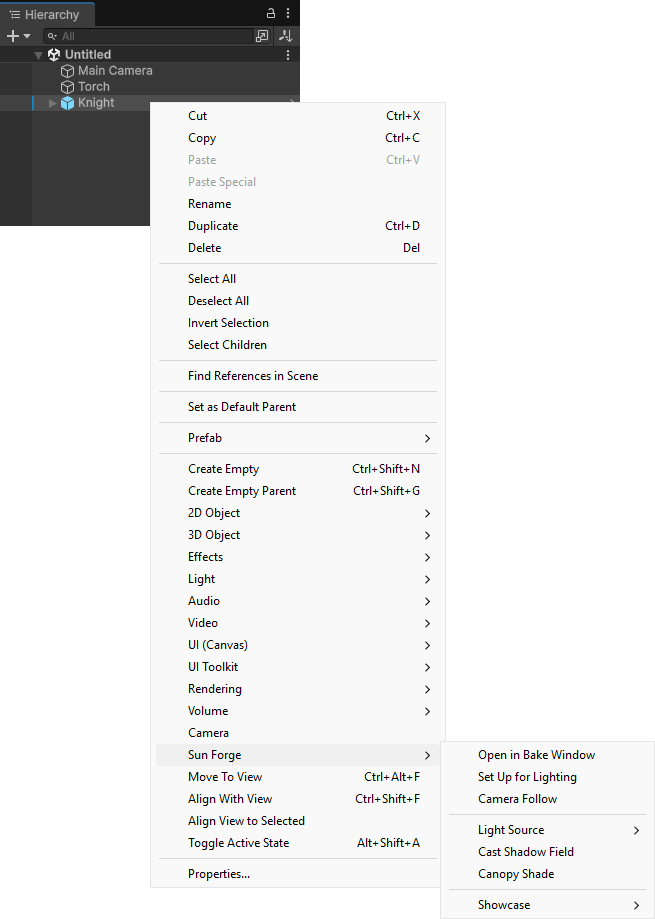 Hierarchy
All
Untitled
Main Camera
Torch
Knight
Cut Ctrl+X
Copy Ctrl+C
Paste Ctrl+V
Paste Special
Rename
Duplicate Ctrl+D
Delete Del
Select All
Deselect All
Invert Selection
Select Children
Find References in Scene
Set as Default Parent
Prefab
Create Empty Ctrl+Shift+N
Create Empty Parent Ctrl+Shift+G
2D Object
3D Object
Effects
Light
Audio
Video
UI (Canvas)
UI Toolkit
Rendering
Volume
Camera
Sun Forge
Move To View Ctrl+Alt+F
Align With View Ctrl+Shift+F
Align View to Selected
Toggle Active State Alt+Shift+A
Properties...
Open in Bake Window
Set Up for Lighting
Camera Follow
Light Source
Cast Shadow Field
Canopy Shade
Showcase